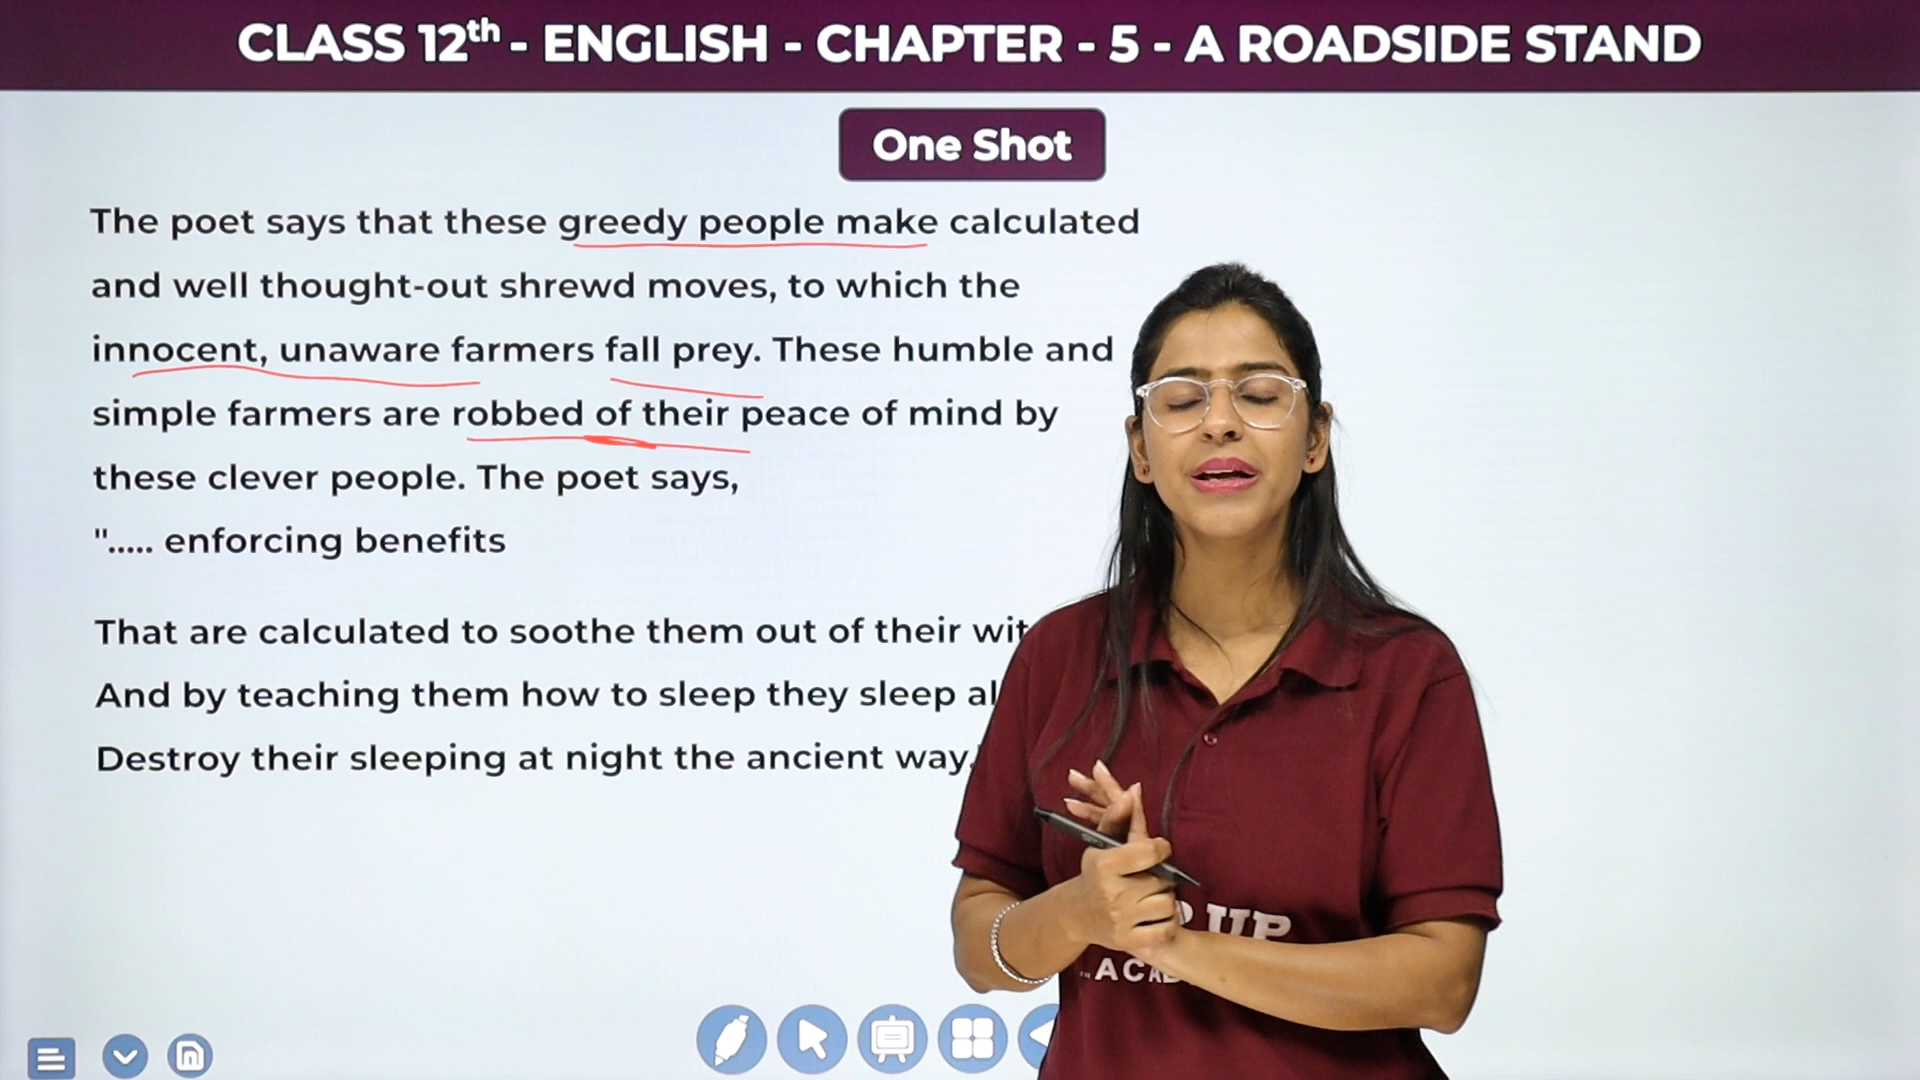 CLASS 12th - ENGLISH - CHAPTER - 5 - A ROADSIDE STAND
One Shot
The poet says that these greedy people make calculated
and well thought-out shrewd moves, to which the
innocent, unaware farmers fall prey. These humble and
simple farmers are robbed of their peace of mind by
these clever people. The poet says,
"..... enforcing benefits
That are calculated to soothe them out of their
And by teaching them how to sleep they sleep
Destroy their sleeping at night the ancient way.
UP